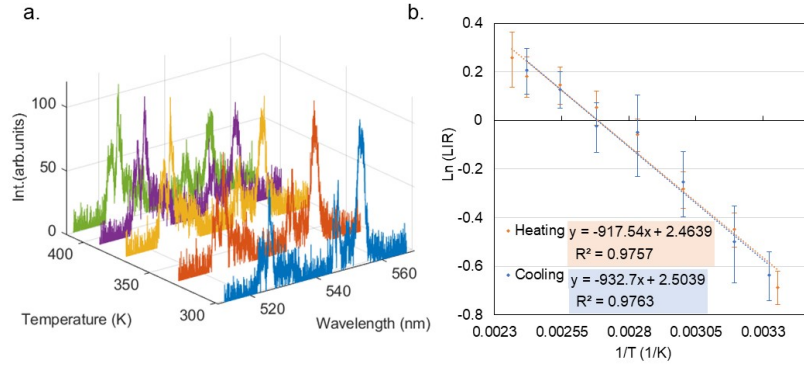 a.
Int.(arb.units)
100
50
0
400
350
300
Temperature (K)
520
540
560
Wavelength (nm)
b.
Ln (LIR)
0.4
0.2
0
-0.2
-0.4
-0.6
-0.8
Heating y = -917.54x + 2.4639
R² = 0.9757
Cooling y = -932.7x + 2.5039
R² = 0.9763
0.0023 0.00255 0.0028 0.00305 0.0033
1/T (1/K)